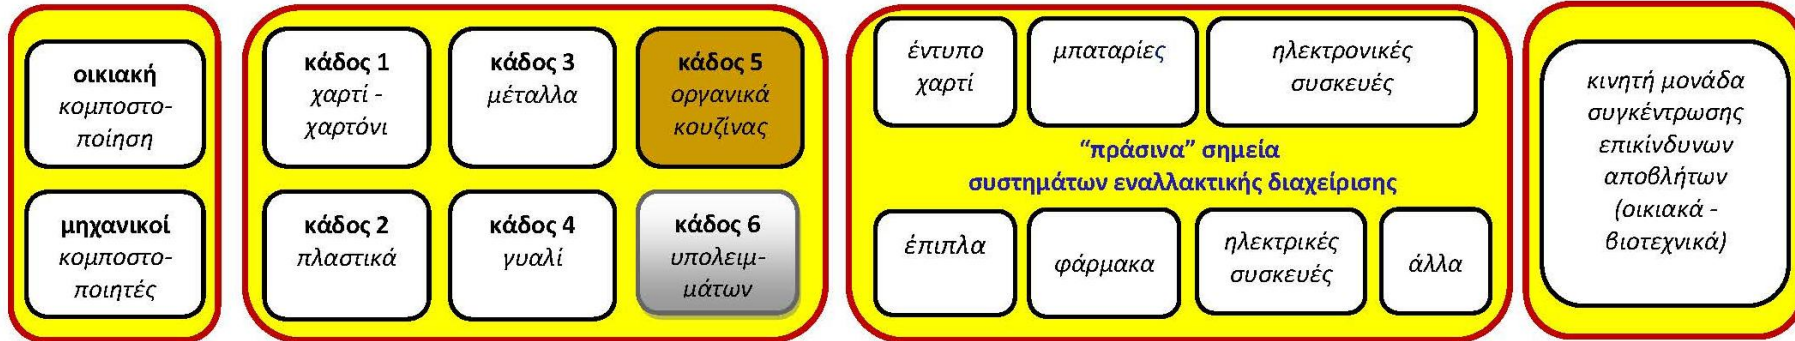 οικιακή
κομποστο-
ποίηση
μηχανικοί
κομποστο-
ποιητές
κάδος 1
χαρτί -
χαρτόνι
κάδος 3
μέταλλα
κάδος 5
οργανικά
κουζίνας
κάδος 2
πλαστικά
κάδος 4
γυαλί
κάδος 6
υπολειμ-
μάτων
έντυπο
χαρτί
μπαταρίες
ηλεκτρονικές
συσκευές
“πράσινα” σημεία
συστημάτων εναλλακτικής διαχείρισης
έπιπλα
φάρμακα
ηλεκτρικές
συσκευές
άλλα
κινητή μονάδα
συγκέντρωσης
επικίνδυνων
αποβλήτων
(οικιακά -
βιοτεχνικά)